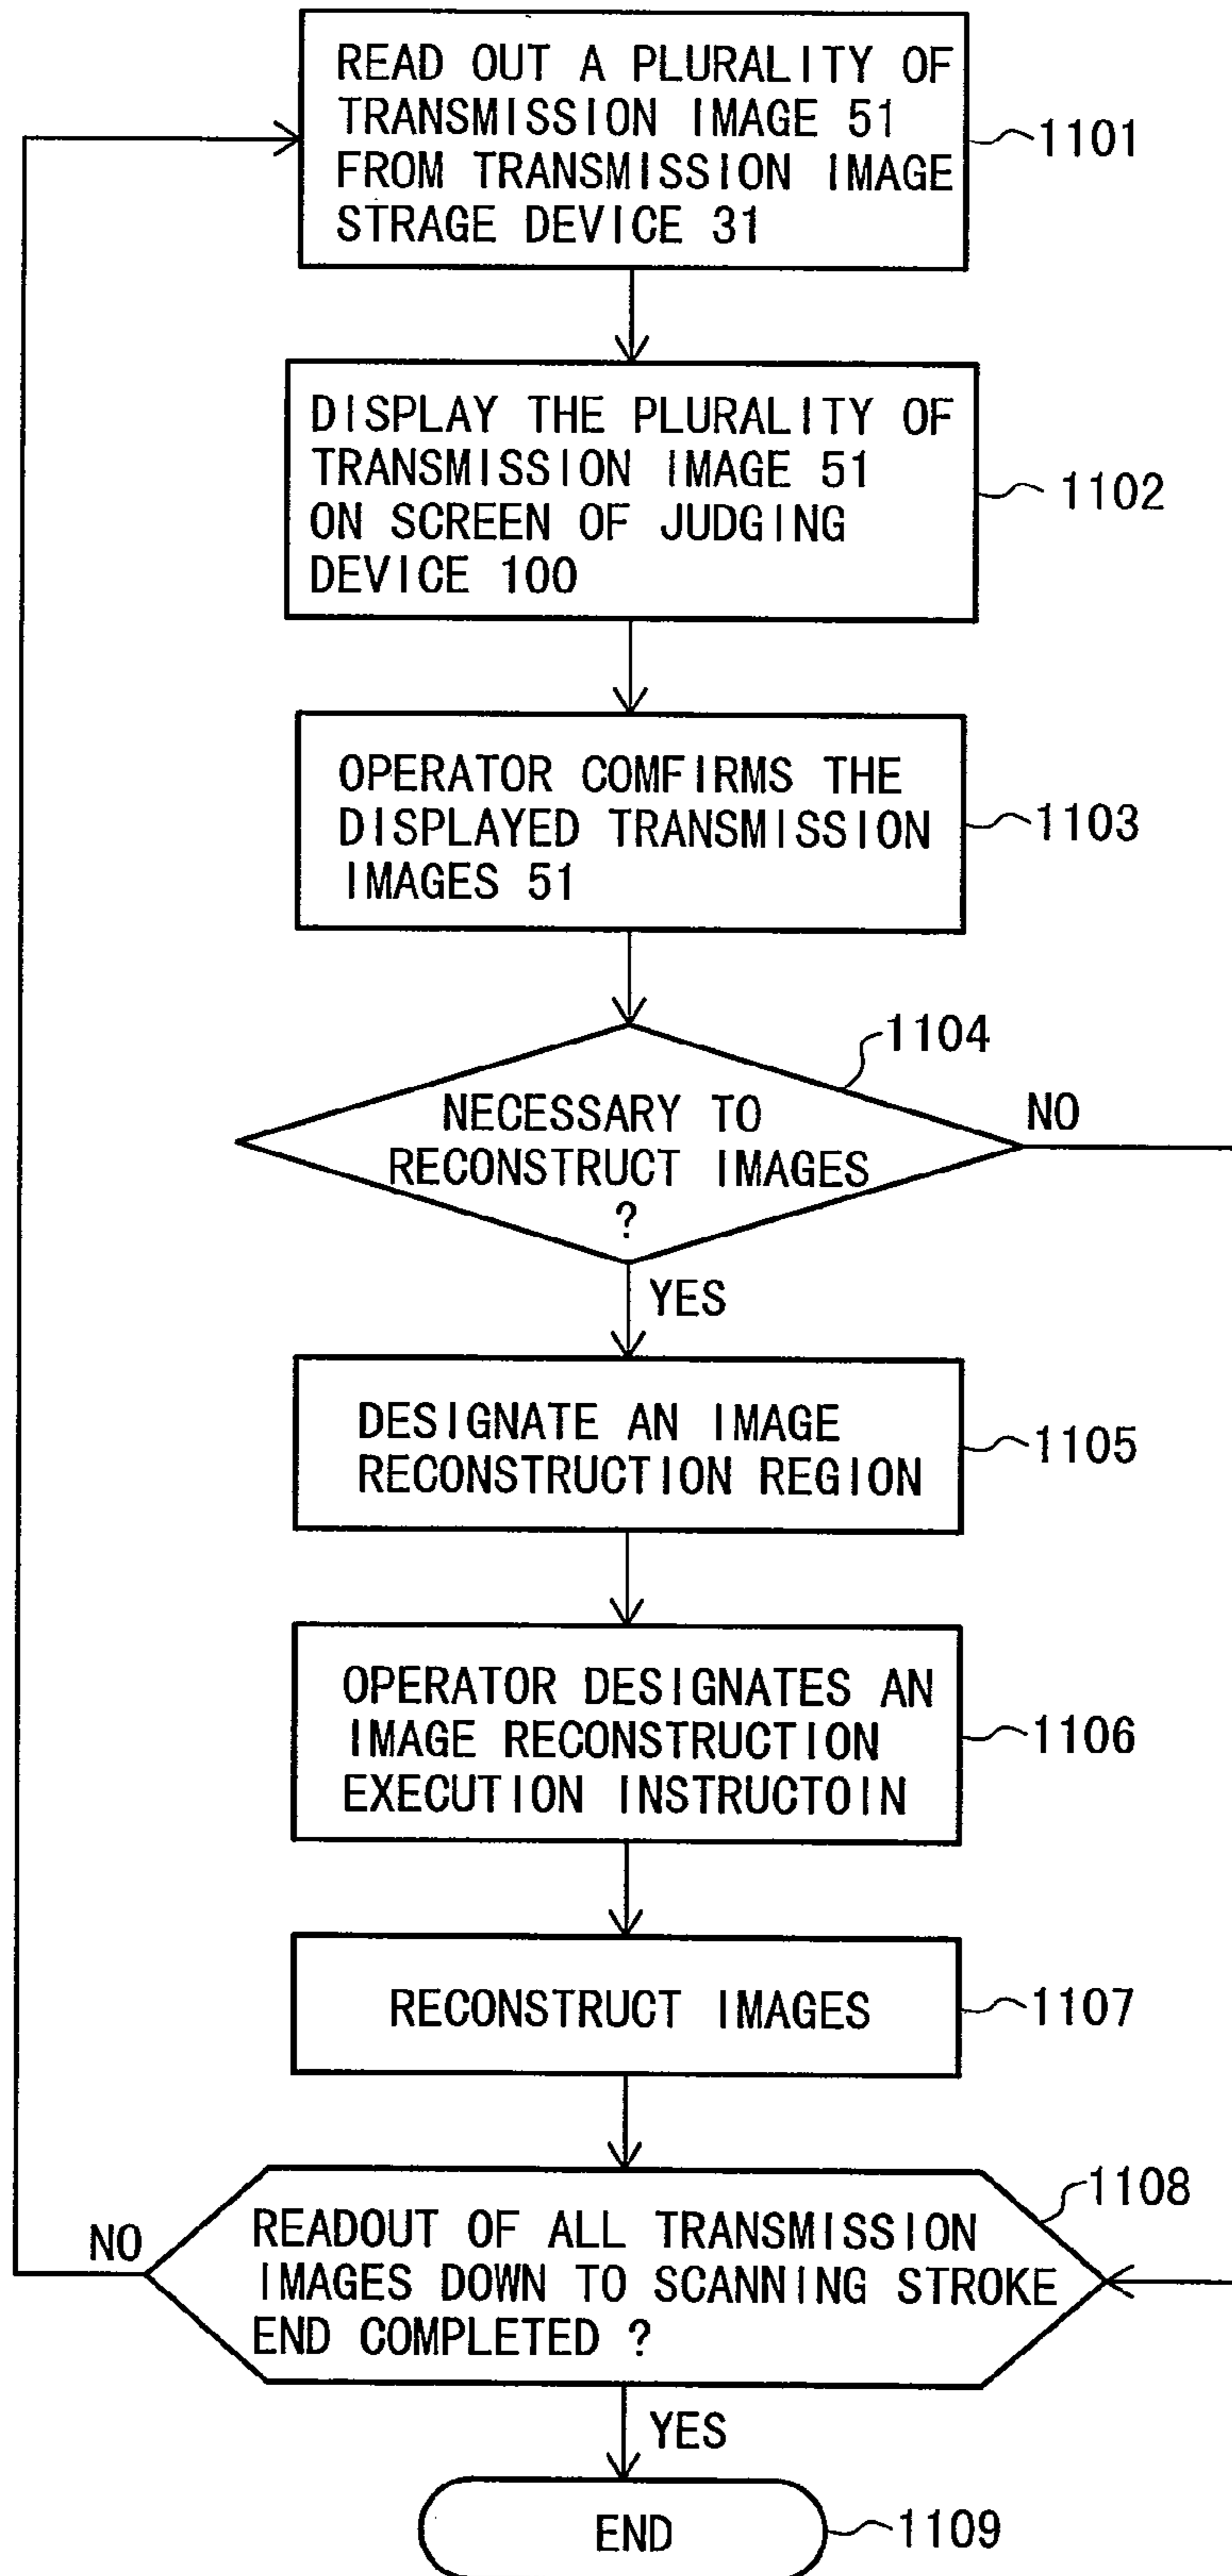 READ OUT A PLURALITY OF
TRANSMISSION IMAGE 51
FROM TRANSMISSION IMAGE
STRAGE DEVICE 31
1101
DISPLAY THE PLURALITY OF
TRANSMISSION IMAGE 51
ON SCREEN OF JUDGING
DEVICE 100
1102
OPERATOR COMFIRMS THE
DISPLAYED TRANSMISSION
IMAGES 51
1103
1104
NECESSARY TO
RECONSTRUCT IMAGES
?
NO
YES
DESIGNATE AN IMAGE
RECONSTRUCTION REGION
1105
OPERATOR DESIGNATES AN
IMAGE RECONSTRUCTION
EXECUTION INSTRUCTOIN
1106
RECONSTRUCT IMAGES
1107
1108
NO
READOUT OF ALL TRANSMISSION
IMAGES DOWN TO SCANNING STROKE
END COMPLETED ?
YES
END
1109